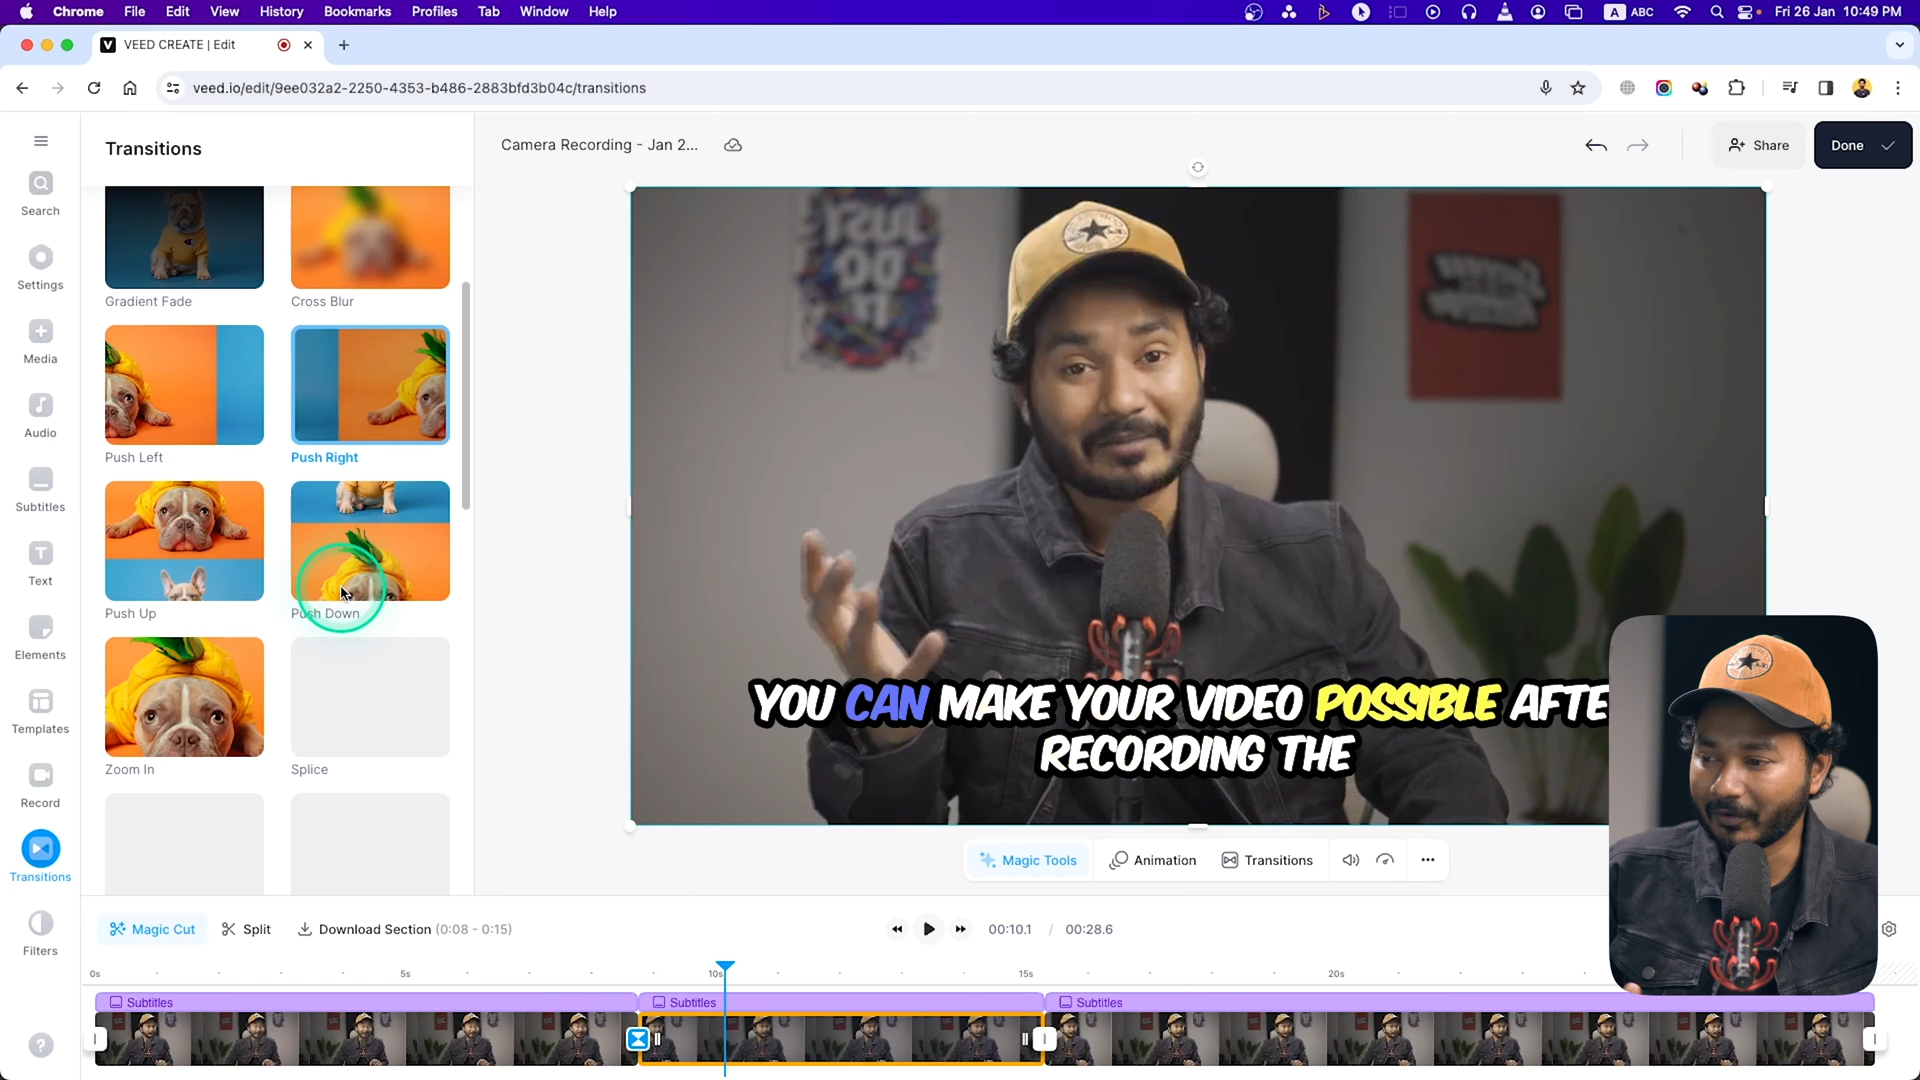 Chrome File Edit View History Bookmarks Profiles Tab Window Help A ABC Fri 26 Jan 10:49 PM
VEED CREATE | Edit
veed.io/edit/9ee032a2-2250-4353-b486-2883bfd3b04c/transitions
Transitions
Camera Recording - Jan 2...
Share
Done
Search
Settings
Media
Audio
Subtitles
Text
Elements
Templates
Record
Transitions
Filters
Gradient Fade
Cross Blur
Push Left
Push Right
Push Up
Push Down
Zoom In
Splice
YOU CAN MAKE YOUR VIDEO POSSIBLE AFTE
RECORDING THE
Magic Tools
Animation
Transitions
Magic Cut
Split
Download Section (0:08 - 0:15)
00:10.1 / 00:28.6
0s 5s 10s 15s 20s
Subtitles Subtitles Subtitles